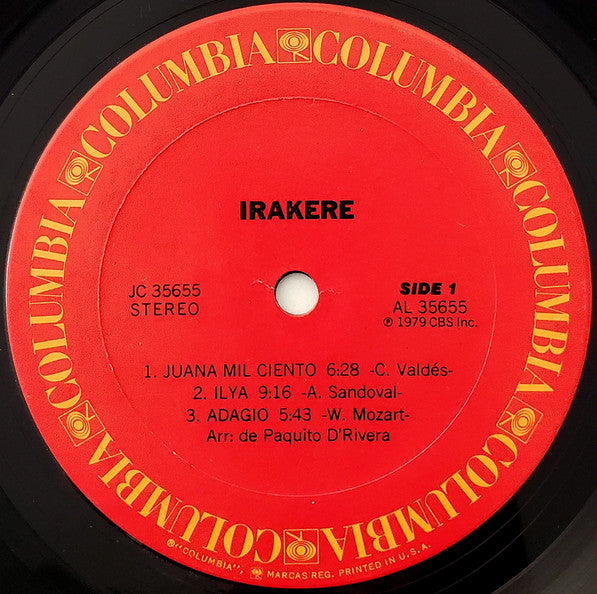 COLUMBIA COLUMBIA COLUMBIA COLUMBIA COLUMBIA COLUMBIA COLUMBIA COLUMBIA
IRAKERE
JC 35655
STEREO
SIDE 1
AL 35655
℗ 1979 CBS Inc.
1. JUANA MIL CIENTO 6:28 -C. Valdés-
2. ILYA 9:16 -A. Sandoval-
3. ADAGIO 5:43 -W. Mozart-
Arr: de Paquito D'Rivera
®"COLUMBIA", MARCAS REG. PRINTED IN U.S.A.